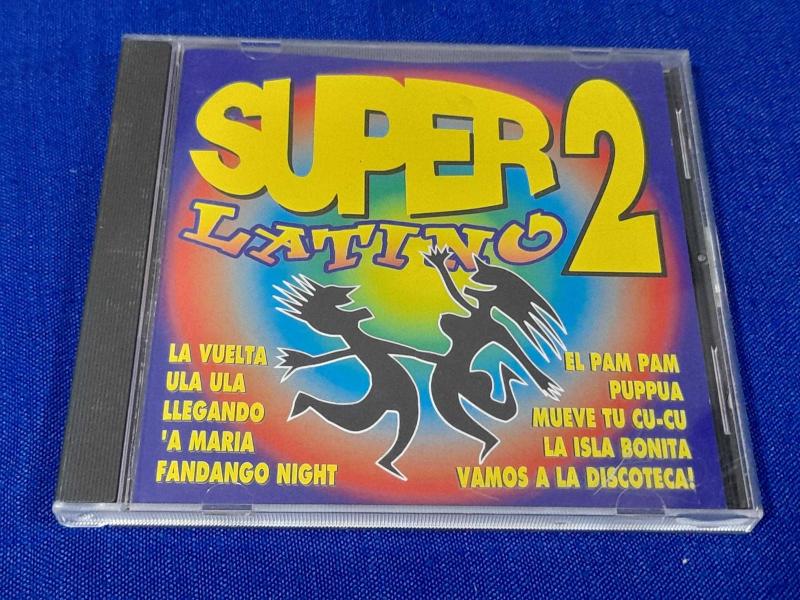 SUPER 2
LATINO
LA VUELTA
ULA ULA
LLEGANDO
'A MARIA
FANDANGO NIGHT
EL PAM PAM
PUPPUA
MUEVE TU CU-CU
LA ISLA BONITA
VAMOS A LA DISCOTECA!